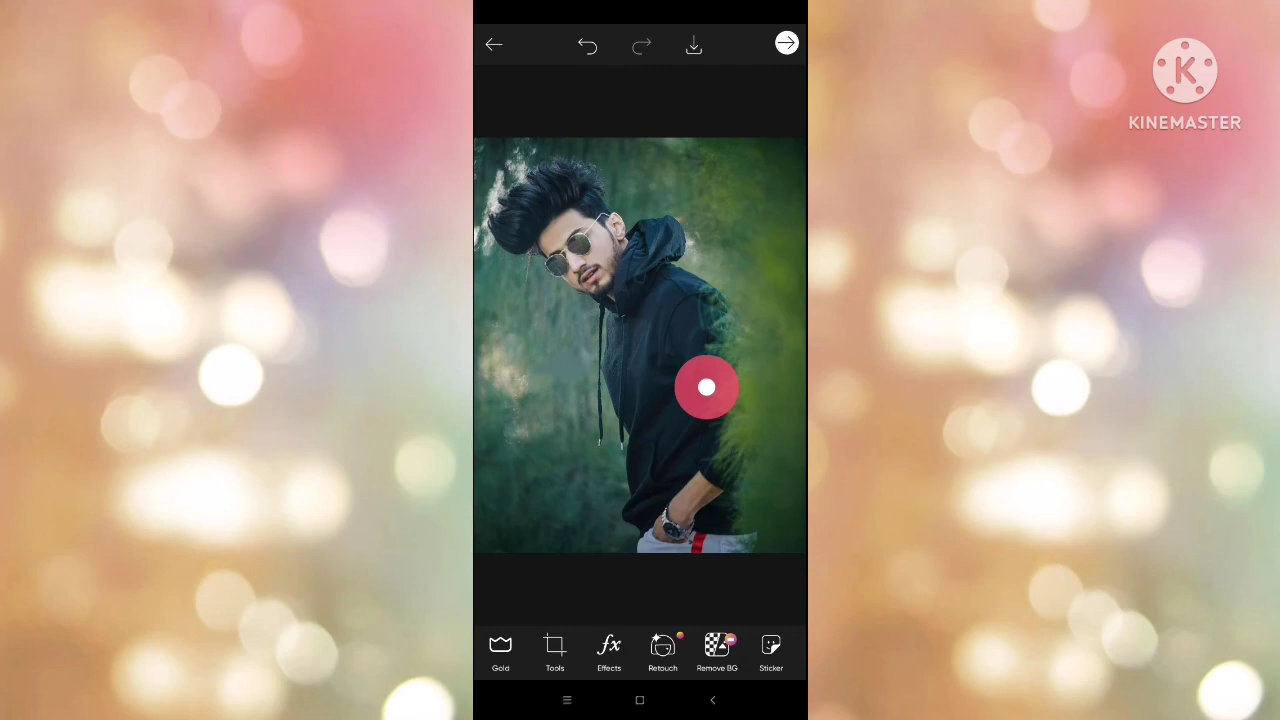 KINEMASTER
Gold
Tools
Effects
Retouch
Remove BG
Sticker